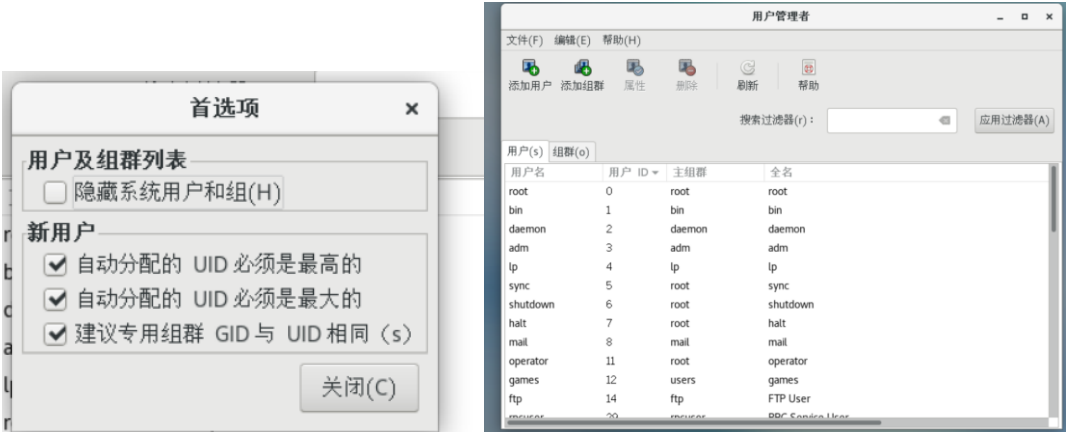 首选项
用户及组群列表
隐藏系统用户和组(H)
新用户
自动分配的 UID 必须是最高的
自动分配的 UID 必须是最大的
建议专用组群 GID 与 UID 相同 (s)
关闭(C)
用户管理者
文件(F) 编辑(E) 帮助(H)
添加用户 添加组群 属性 删除 刷新 帮助
搜索过滤器(r)： 应用过滤器(A)
用户(s) 组群(o)
用户名 用户 ID 主组群 全名
root 0 root root
bin 1 bin bin
daemon 2 daemon daemon
adm 3 adm adm
lp 4 lp lp
sync 5 root sync
shutdown 6 root shutdown
halt 7 root halt
mail 8 mail mail
operator 11 root operator
games 12 users games
ftp 14 ftp FTP User
rpcuser 29 rpcuser RPC Service User